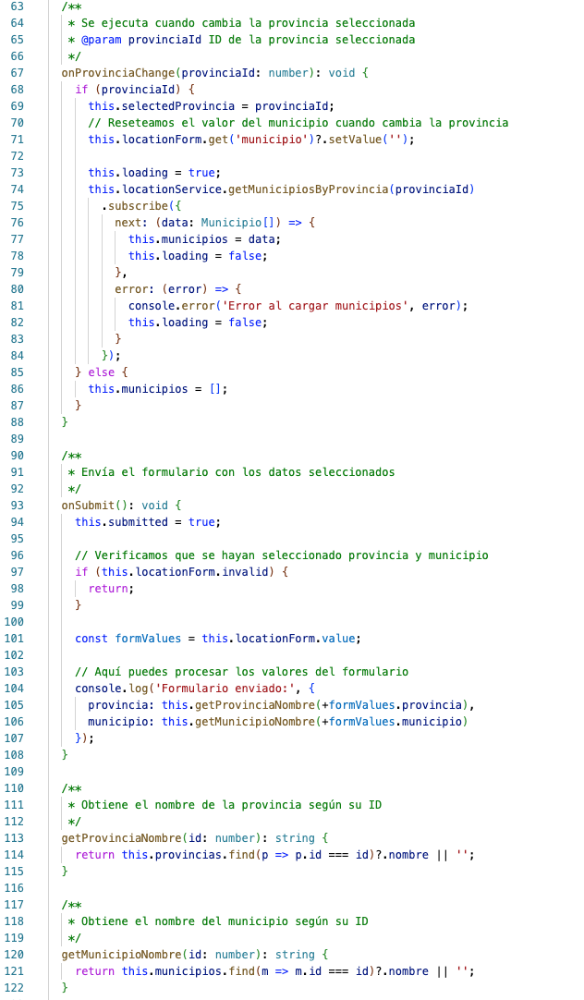 63 /**
64 * Se ejecuta cuando cambia la provincia seleccionada
65 * @param provinciaId ID de la provincia seleccionada
66 */
67 onProvinciaChange(provinciaId: number): void {
68 if (provinciaId) {
69 this.selectedProvincia = provinciaId;
70 // Reseteamos el valor del municipio cuando cambia la provincia
71 this.locationForm.get('municipio')?.setValue('');
72
73 this.loading = true;
74 this.locationService.getMunicipiosByProvincia(provinciaId)
75 .subscribe({
76 next: (data: Municipio[]) => {
77 this.municipios = data;
78 this.loading = false;
79 },
80 error: (error) => {
81 console.error('Error al cargar municipios', error);
82 this.loading = false;
83 }
84 });
85 } else {
86 this.municipios = [];
87 }
88 }
89
90 /**
91 * Envía el formulario con los datos seleccionados
92 */
93 onSubmit(): void {
94 this.submitted = true;
95
96 // Verificamos que se hayan seleccionado provincia y municipio
97 if (this.locationForm.invalid) {
98 return;
99 }
100
101 const formValues = this.locationForm.value;
102
103 // Aquí puedes procesar los valores del formulario
104 console.log('Formulario enviado:', {
105 provincia: this.getProvinciaNombre(+formValues.provincia),
106 municipio: this.getMunicipioNombre(+formValues.municipio)
107 });
108 }
109
110 /**
111 * Obtiene el nombre de la provincia según su ID
112 */
113 getProvinciaNombre(id: number): string {
114 return this.provincias.find(p => p.id === id)?.nombre || '';
115 }
116
117 /**
118 * Obtiene el nombre del municipio según su ID
119 */
120 getMunicipioNombre(id: number): string {
121 return this.municipios.find(m => m.id === id)?.nombre || '';
122 }